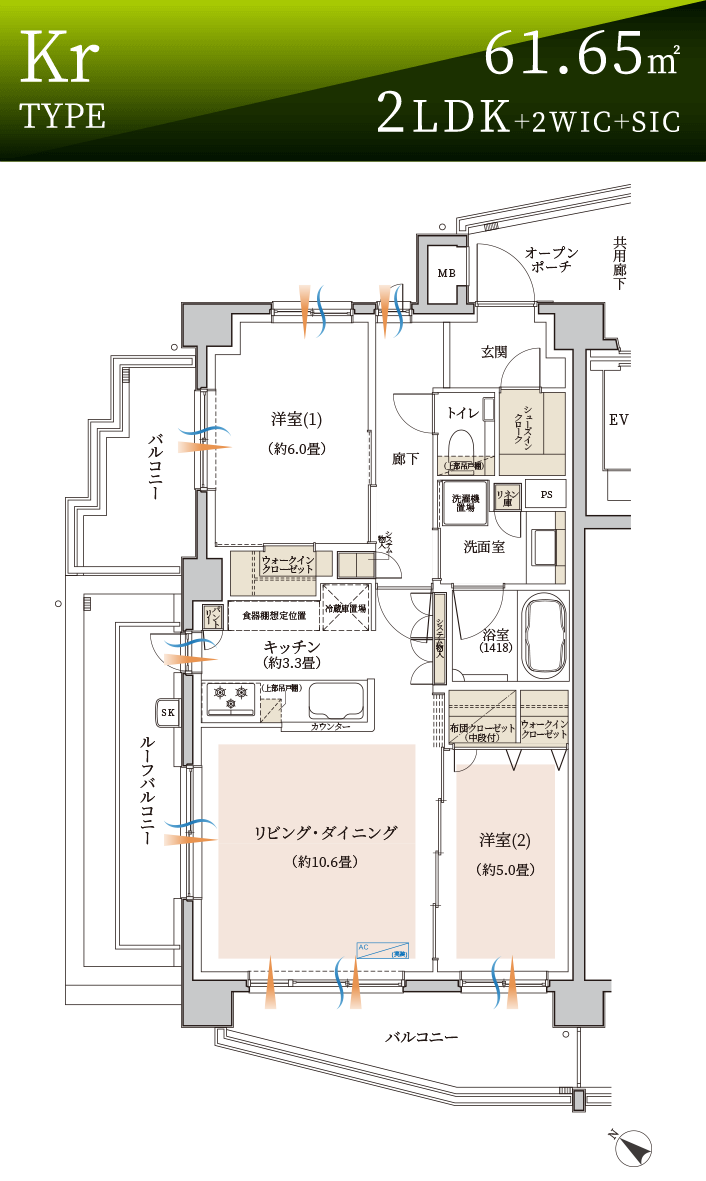 Kr
TYPE
61.65㎡
2LDK+2WIC+SIC
オープン
ポーチ
共用廊下
MB
玄関
洋室(1)
(約6.0畳)
トイレ
シューズイン
クローク
EV
バルコニー
廊下
(上部吊戸棚)
洗濯機
置場
リネン
庫
PS
システム
物入
洗面室
ウォークイン
クローゼット
パントリー
食器棚想定位置
冷蔵庫置場
システム物入
浴室
(1418)
キッチン
(約3.3畳)
(上部吊戸棚)
SK
カウンター
布団クローゼット
(中段付)
ウォークイン
クローゼット
ルーフバルコニー
リビング・ダイニング
(約10.6畳)
洋室(2)
(約5.0畳)
AC
(実装)
バルコニー
N